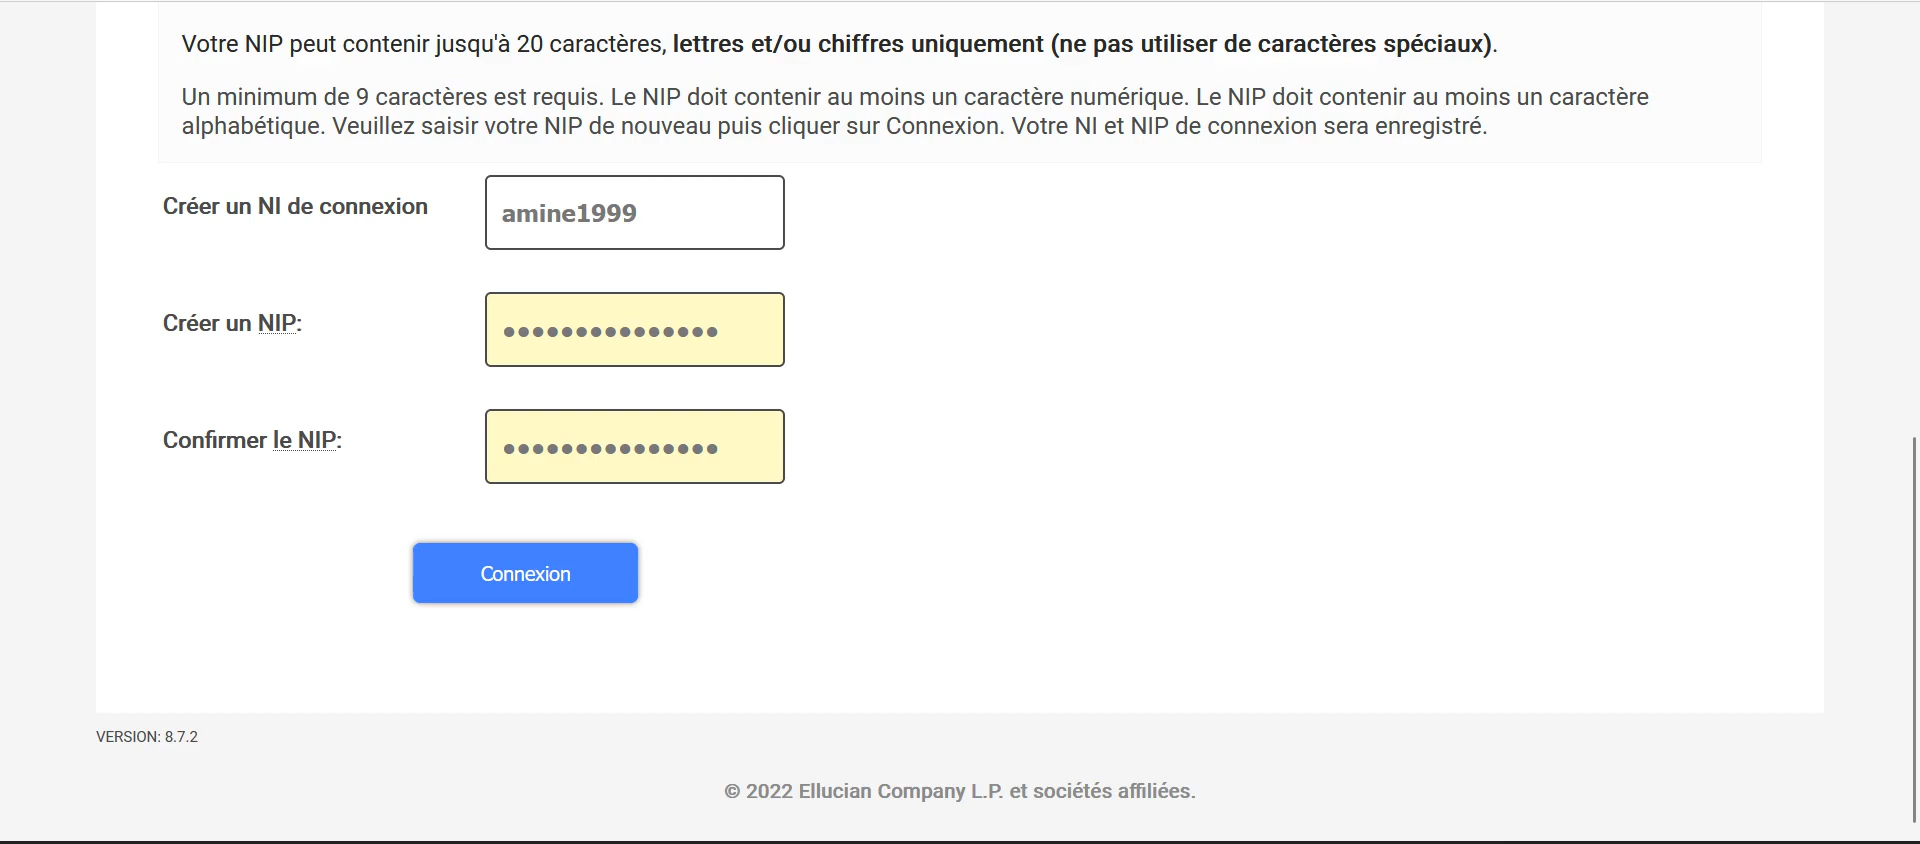 Votre NIP peut contenir jusqu'à 20 caractères, lettres et/ou chiffres uniquement (ne pas utiliser de caractères spéciaux).
Un minimum de 9 caractères est requis. Le NIP doit contenir au moins un caractère numérique. Le NIP doit contenir au moins un caractère
alphabétique. Veuillez saisir votre NIP de nouveau puis cliquer sur Connexion. Votre NI et NIP de connexion sera enregistré.
Créer un NI de connexion
amine1999
Créer un NIP:
•••••••••••••••
Confirmer le NIP:
•••••••••••••••
Connexion
VERSION: 8.7.2
© 2022 Ellucian Company L.P. et sociétés affiliées.